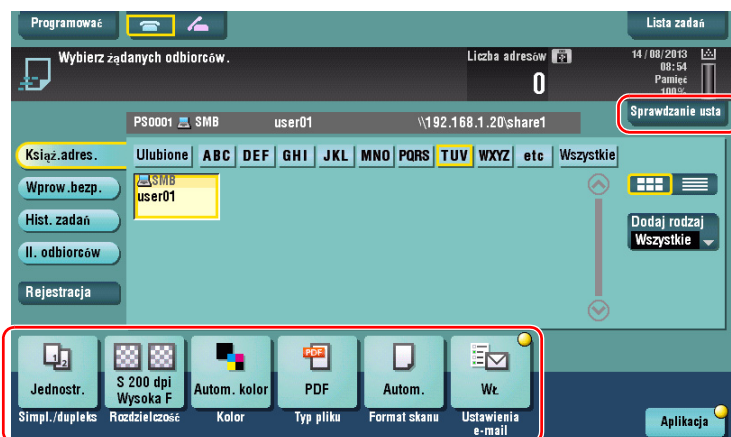 Programować
Lista zadań
Wybierz żądanych odbiorców.
Liczba adresów
0
14/08/2013
08:54
Pamięć
100%
Sprawdzanie usta
PS0001 SMB user01 \\192.168.1.20\share1
Książ.adres.
Ulubione ABC DEF GHI JKL MNO PQRS TUV WXYZ etc Wszystkie
SMB
user01
Wprow.bezp.
Hist. zadań
Il. odbiorców
Rejestracja
Dodaj rodzaj
Wszystkie
1 2
Jednostr.
Simpl./dupleks
S 200 dpi
Wysoka F
Rozdzielczość
Autom. kolor
Kolor
PDF
PDF
Typ pliku
Autom.
Format skanu
Wł.
Ustawienia
e-mail
Aplikacja